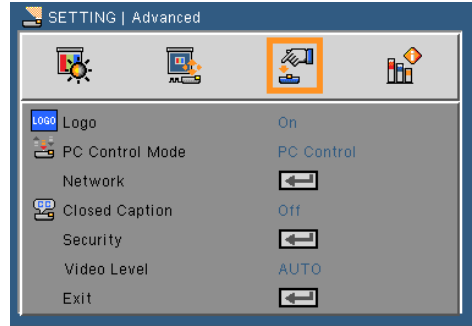 SETTING | Advanced
LOGO Logo On
PC Control Mode PC Control
Network
CC Closed Caption Off
Security
Video Level AUTO
Exit